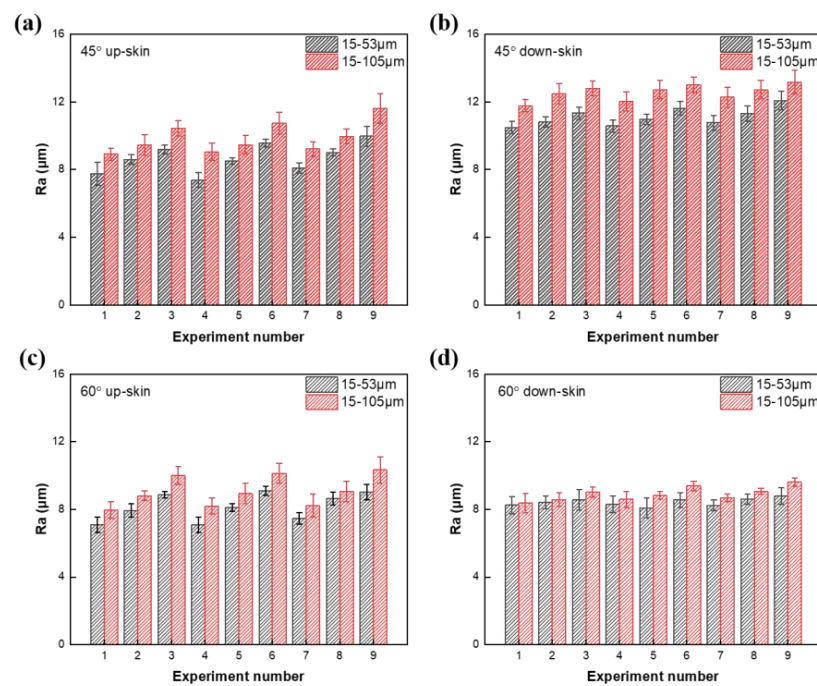 (a)
45° up-skin
15-53μm
15-105μm
16
12
8
4
0
Ra (μm)
1 2 3 4 5 6 7 8 9
Experiment number
(b)
45° down-skin
15-53μm
15-105μm
16
12
8
4
0
Ra (μm)
1 2 3 4 5 6 7 8 9
Experiment number
(c)
60° up-skin
15-53μm
15-105μm
16
12
8
4
0
Ra (μm)
1 2 3 4 5 6 7 8 9
Experiment number
(d)
60° down-skin
15-53μm
15-105μm
16
12
8
4
0
Ra (μm)
1 2 3 4 5 6 7 8 9
Experiment number